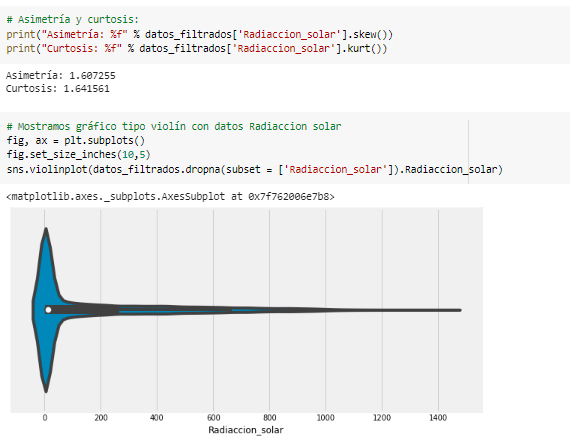 # Asimetría y curtosis:
print("Asimetría: %f" % datos_filtrados['Radiaccion_solar'].skew())
print("Curtosis: %f" % datos_filtrados['Radiaccion_solar'].kurt())
Asimetría: 1.607255
Curtosis: 1.641561
# Mostramos gráfico tipo violín con datos Radiaccion solar
fig, ax = plt.subplots()
fig.set_size_inches(10,5)
sns.violinplot(datos_filtrados.dropna(subset = ['Radiaccion_solar']).Radiaccion_solar)
<matplotlib.axes._subplots.AxesSubplot at 0x7f762006e7b8>
0 200 400 600 800 1000 1200 1400
Radiaccion_solar